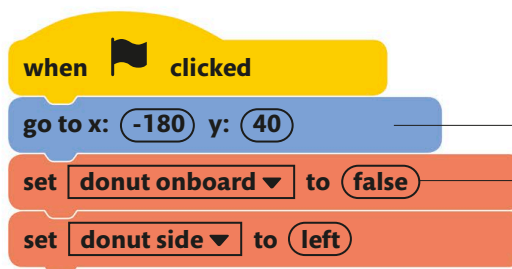 when clicked
go to x: -180 y: 40
set donut onboard to false
set donut side to left